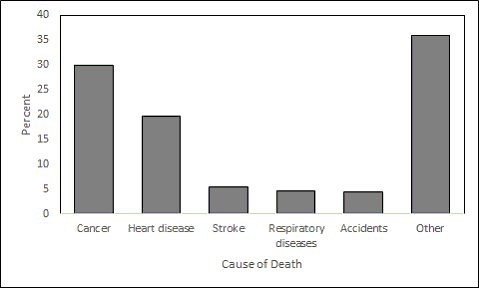 40
35
30
25
20
15
10
5
0
Percent
Cancer
Heart disease
Stroke
Respiratory
diseases
Accidents
Other
Cause of Death